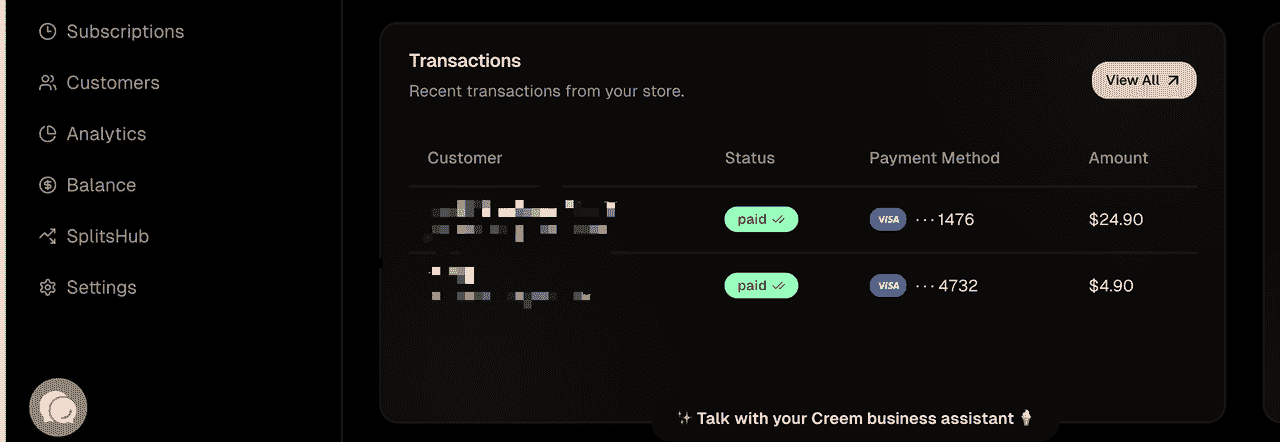 Subscriptions
Customers
Analytics
Balance
SplitsHub
Settings
Transactions
Recent transactions from your store.
View All
Customer Status Payment Method Amount
paid VISA ···1476 $24.90
paid VISA ···4732 $4.90
✨ Talk with your Creem business assistant 🍦